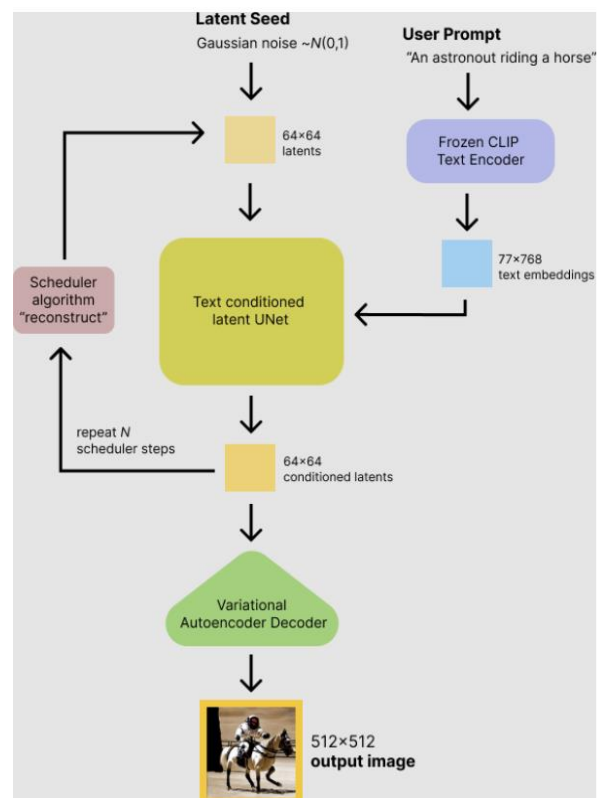 Latent Seed
Gaussian noise ~N(0,1)
User Prompt
“An astronout riding a horse”
64×64
latents
Frozen CLIP
Text Encoder
77×768
text embeddings
Scheduler
algorithm
“reconstruct”
Text conditioned
latent UNet
repeat N
scheduler steps
64×64
conditioned latents
Variational
Autoencoder Decoder
512×512
output image